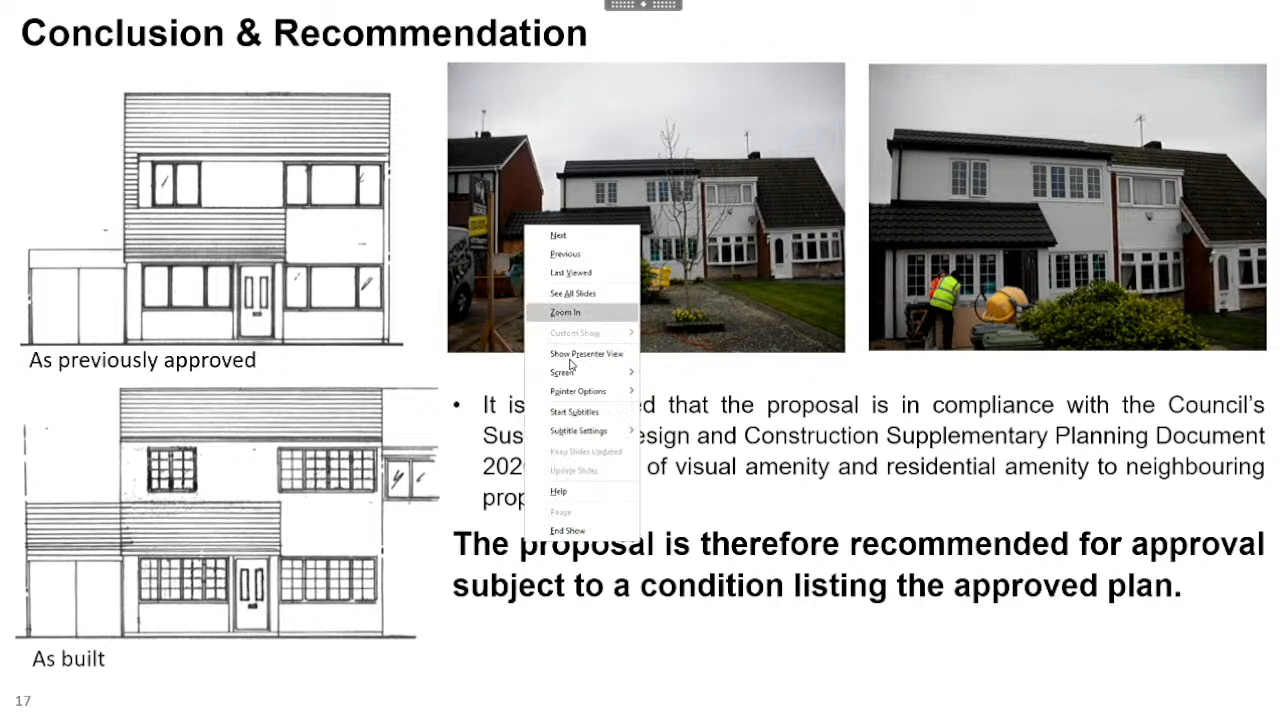 Conclusion & Recommendation
As previously approved
As built
Next
Previous
Last Viewed
See All Slides
Zoom In
Custom Show
Show Presenter View
Screen
Pointer Options
Start Subtitles
Subtitle Settings
Keep Slides Updated
Update Slides
Help
Pause
End Show
• It is d that the proposal is in compliance with the Council's
Sus esign and Construction Supplementary Planning Document
202 of visual amenity and residential amenity to neighbouring
prop
The proposal is therefore recommended for approval
subject to a condition listing the approved plan.
17